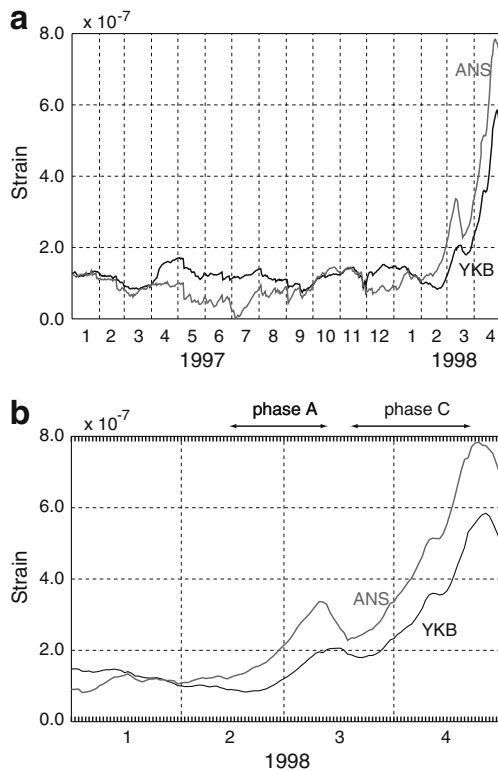 a
x 10⁻⁷
8.0
6.0
4.0
2.0
0.0
Strain
ANS
YKB
1 2 3 4 5 6 7 8 9 10 11 12 1 2 3 4
1997 1998
b
x 10⁻⁷
phase A phase C
8.0
6.0
4.0
2.0
0.0
Strain
ANS
YKB
1 2 3 4
1998